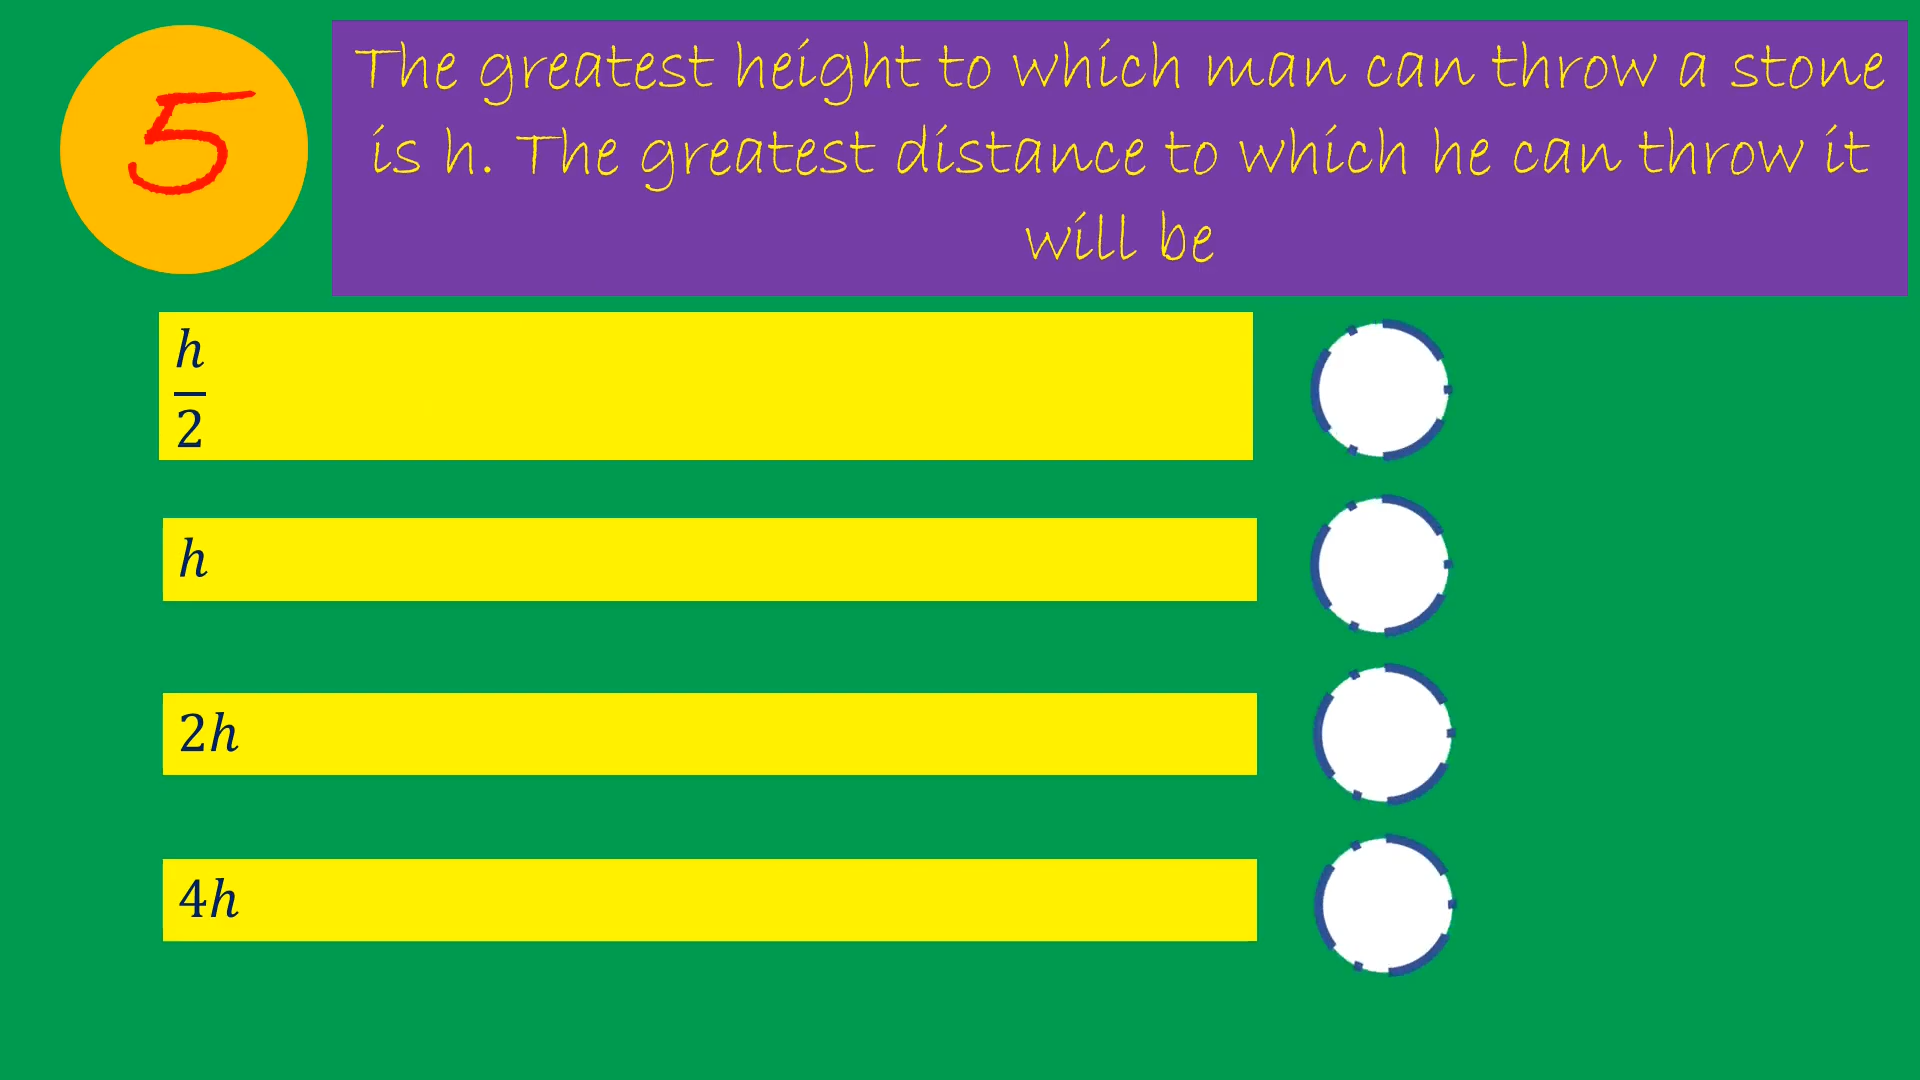 5
The greatest height to which man can throw a stone
is h. The greatest distance to which he can throw it
will be
h
2
h
2h
4h